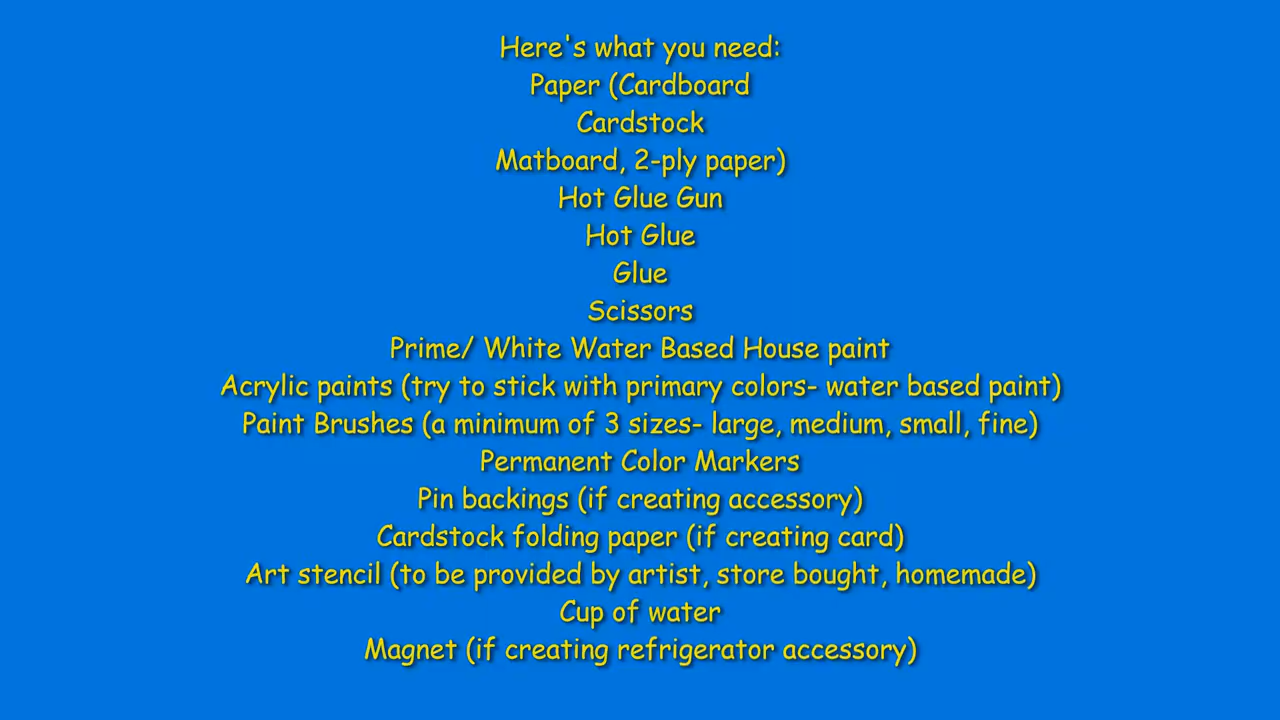 Here's what you need:
Paper (Cardboard
Cardstock
Matboard, 2-ply paper)
Hot Glue Gun
Hot Glue
Glue
Scissors
Prime/ White Water Based House paint
Acrylic paints (try to stick with primary colors- water based paint)
Paint Brushes (a minimum of 3 sizes- large, medium, small, fine)
Permanent Color Markers
Pin backings (if creating accessory)
Cardstock folding paper (if creating card)
Art stencil (to be provided by artist, store bought, homemade)
Cup of water
Magnet (if creating refrigerator accessory)